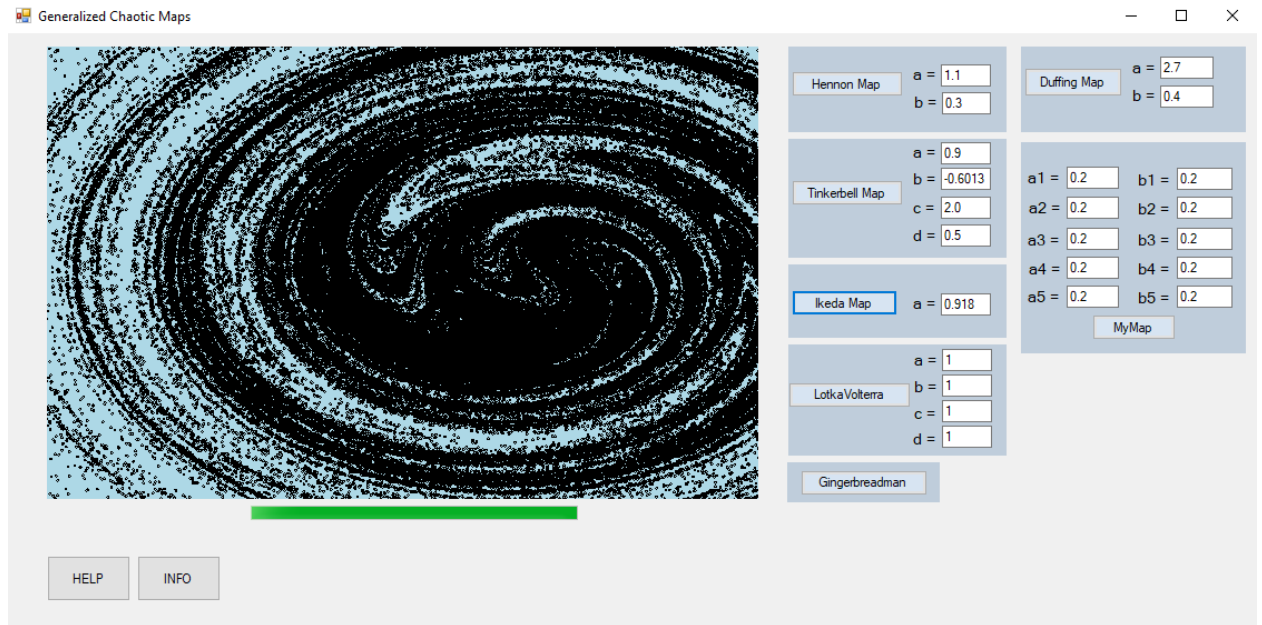 Generalized Chaotic Maps
Hennon Map
a = 1.1
b = 0.3
Tinkerbell Map
a = 0.9
b = -0.6013
c = 2.0
d = 0.5
Ikeda Map
a = 0.918
LotkaVolterra
a = 1
b = 1
c = 1
d = 1
Gingerbreadman
Duffing Map
a = 2.7
b = 0.4
a1 = 0.2 b1 = 0.2
a2 = 0.2 b2 = 0.2
a3 = 0.2 b3 = 0.2
a4 = 0.2 b4 = 0.2
a5 = 0.2 b5 = 0.2
MyMap
HELP INFO